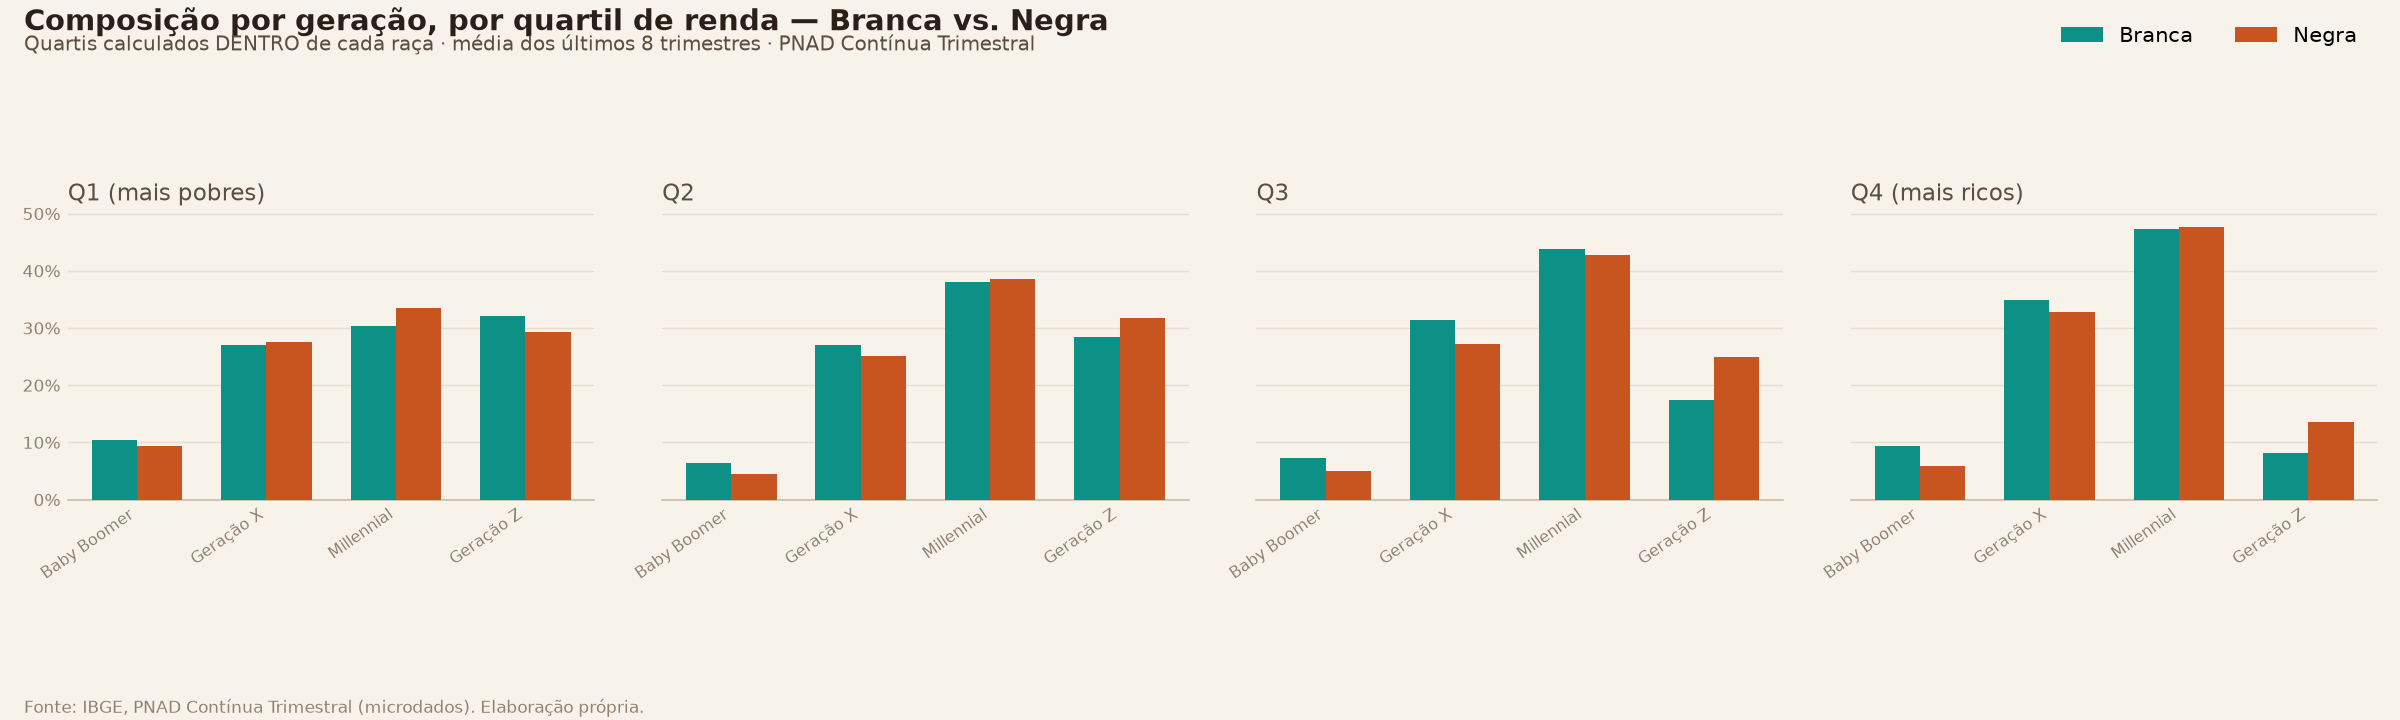 Composição por geração, por quartil de renda — Branca vs. Negra
Quartis calculados DENTRO de cada raça · média dos últimos 8 trimestres · PNAD Contínua Trimestral
Branca
Negra
Q1 (mais pobres)
50%
40%
30%
20%
10%
0%
Baby Boomer
Geração X
Millennial
Geração Z
Q2
Baby Boomer
Geração X
Millennial
Geração Z
Q3
Baby Boomer
Geração X
Millennial
Geração Z
Q4 (mais ricos)
Baby Boomer
Geração X
Millennial
Geração Z
Fonte: IBGE, PNAD Contínua Trimestral (microdados). Elaboração própria.